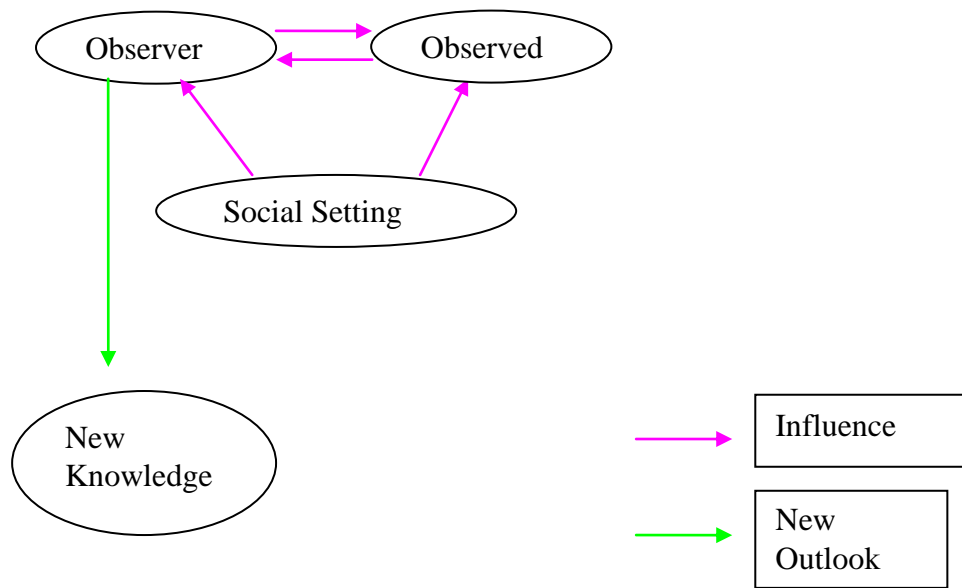 Observer
Observed
Social Setting
New
Knowledge
Influence
New
Outlook